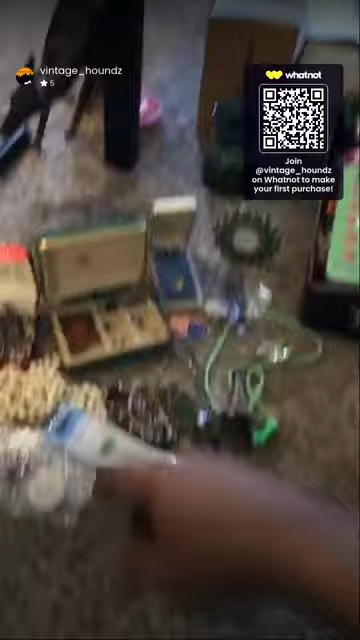 vintage_houndz
★ 5
whatnot
Join
@vintage_houndz
on Whatnot to make
your first purchase!